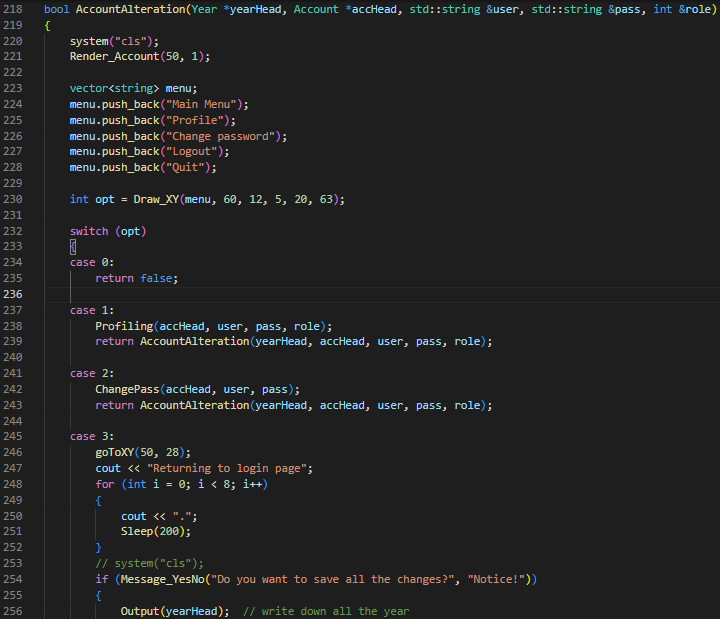 218 bool AccountAlteration(Year *yearHead, Account *accHead, std::string &user, std::string &pass, int &role)
219 {
220     system("cls");
221     Render_Account(50, 1);
222
223     vector<string> menu;
224     menu.push_back("Main Menu");
225     menu.push_back("Profile");
226     menu.push_back("Change password");
227     menu.push_back("Logout");
228     menu.push_back("Quit");
229
230     int opt = Draw_XY(menu, 60, 12, 5, 20, 63);
231
232     switch (opt)
233     {
234     case 0:
235         return false;
236
237     case 1:
238         Profiling(accHead, user, pass, role);
239         return AccountAlteration(yearHead, accHead, user, pass, role);
240
241     case 2:
242         ChangePass(accHead, user, pass);
243         return AccountAlteration(yearHead, accHead, user, pass, role);
244
245     case 3:
246         goToXY(50, 28);
247         cout << "Returning to login page";
248         for (int i = 0; i < 8; i++)
249         {
250             cout << ".";
251             Sleep(200);
252         }
253         // system("cls");
254         if (Message_YesNo("Do you want to save all the changes?", "Notice!"))
255         {
256             Output(yearHead);  // write down all the year